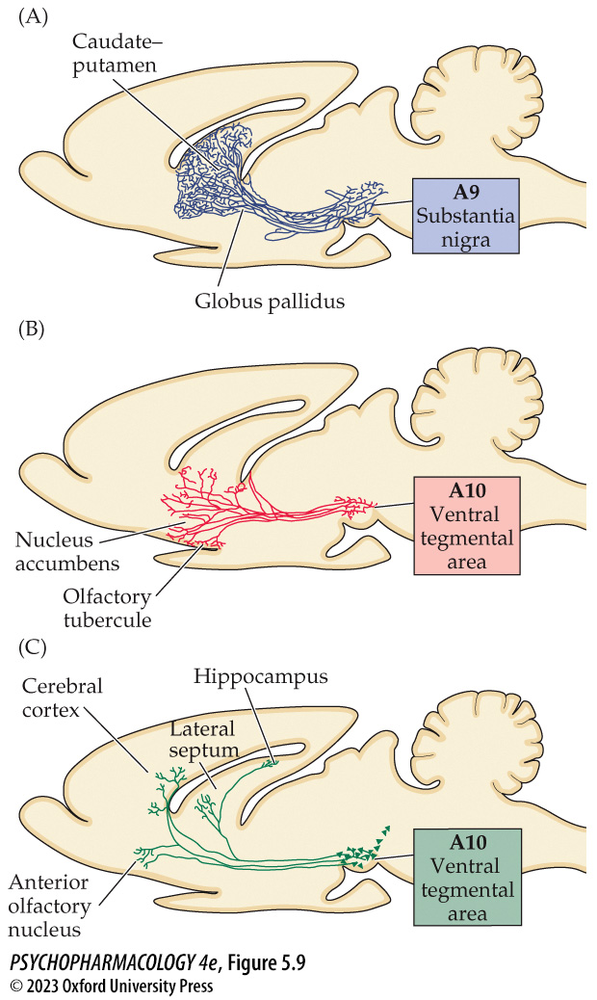 (A)
Caudate–
putamen
A9
Substantia
nigra
Globus pallidus
(B)
A10
Ventral
tegmental
area
Nucleus
accumbens
Olfactory
tubercule
(C)
Hippocampus
Cerebral
cortex
Lateral
septum
A10
Ventral
tegmental
area
Anterior
olfactory
nucleus
PSYCHOPHARMACOLOGY 4e, Figure 5.9
© 2023 Oxford University Press